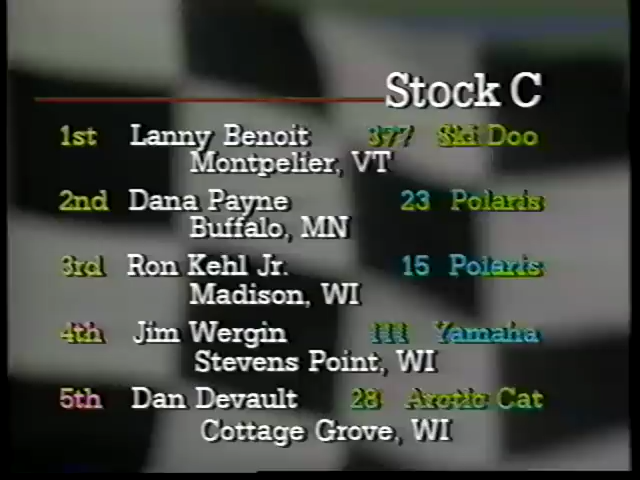 Stock C
1st Lanny Benoit 377 Ski Doo
Montpelier, VT
2nd Dana Payne 23 Polaris
Buffalo, MN
3rd Ron Kehl Jr. 15 Polaris
Madison, WI
4th Jim Wergin 111 Yamaha
Stevens Point, WI
5th Dan Devault 28 Arctic Cat
Cottage Grove, WI